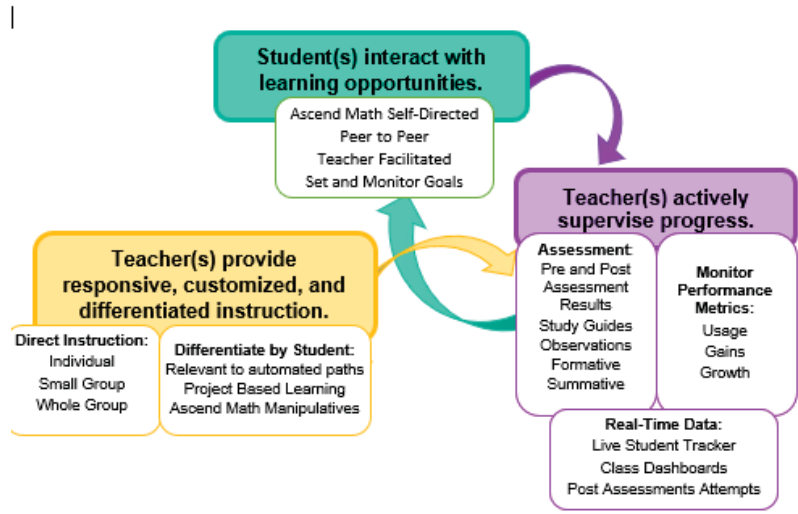 Student(s) interact with
learning opportunities.
Ascend Math Self-Directed
Peer to Peer
Teacher Facilitated
Set and Monitor Goals
Teacher(s) actively
supervise progress.
Assessment:
Pre and Post
Assessment
Results
Study Guides
Observations
Formative
Summative
Monitor
Performance
Metrics:
Usage
Gains
Growth
Real-Time Data:
Live Student Tracker
Class Dashboards
Post Assessments Attempts
Teacher(s) provide
responsive, customized, and
differentiated instruction.
Direct Instruction:
Individual
Small Group
Whole Group
Differentiate by Student:
Relevant to automated paths
Project Based Learning
Ascend Math Manipulatives